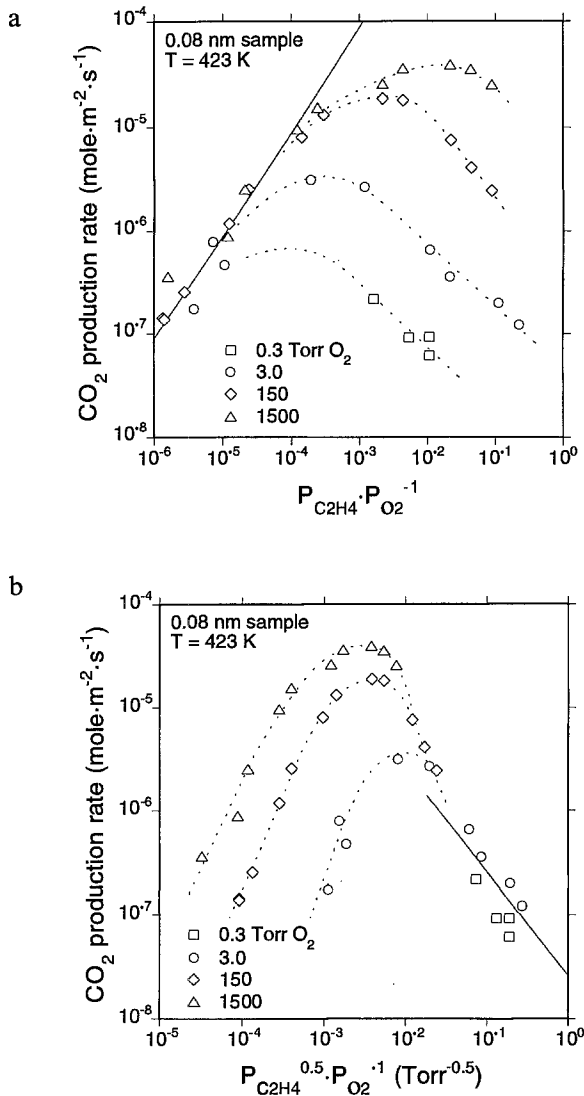 a
10⁻⁴
0.08 nm sample
T = 423 K
10⁻⁵
10⁻⁶
10⁻⁷
10⁻⁸
CO₂ production rate (mole·m⁻²·s⁻¹)
□ 0.3 Torr O₂
○ 3.0
◇ 150
△ 1500
10⁻⁶ 10⁻⁵ 10⁻⁴ 10⁻³ 10⁻² 10⁻¹ 10⁰
P_C2H4·P_O2⁻¹
b
10⁻⁴
0.08 nm sample
T = 423 K
10⁻⁵
10⁻⁶
10⁻⁷
10⁻⁸
CO₂ production rate (mole·m⁻²·s⁻¹)
□ 0.3 Torr O₂
○ 3.0
◇ 150
△ 1500
10⁻⁵ 10⁻⁴ 10⁻³ 10⁻² 10⁻¹ 10⁰
P_C2H4^0.5·P_O2^-1 (Torr^-0.5)